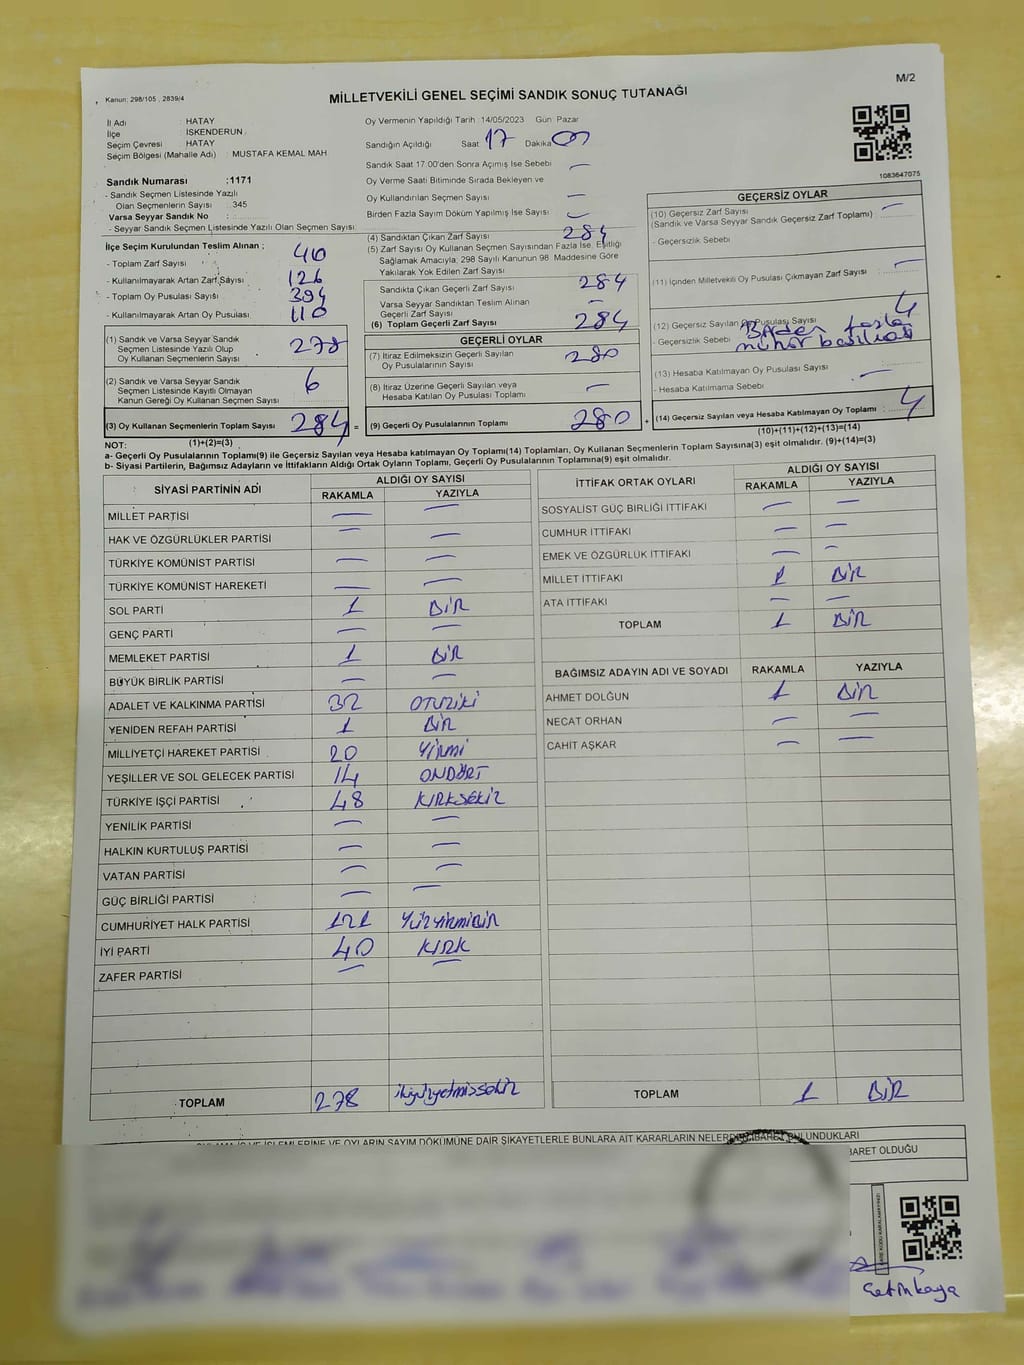 M/2
Kanun: 298/105 , 2839/4
MİLLETVEKİLİ GENEL SEÇİMİ SANDIK SONUÇ TUTANAĞI
İl Adı : HATAY
İlçe : İSKENDERUN
Seçim Çevresi : HATAY
Seçim Bölgesi (Mahalle Adı) : MUSTAFA KEMAL MAH
Sandık Numarası :1171
- Sandık Seçmen Listesinde Yazılı
Olan Seçmenlerin Sayısı : 345
Varsa Seyyar Sandık No :
- Seyyar Sandık Seçmen Listesinde Yazılı Olan Seçmen Sayısı:
Oy Vermenin Yapıldığı Tarih :14/05/2023 Gün: Pazar
Sandığın Açıldığı Saat 17 Dakika 00
Sandık Saat 17:00'den Sonra Açımış İse Sebebi —
Oy Verme Saati Bitiminde Sırada Bekleyen ve
Oy Kullandırılan Seçmen Sayısı —
Birden Fazla Sayım Döküm Yapılmış İse Sayısı —
1083647075
İlçe Seçim Kurulundan Teslim Alınan ;
- Toplam Zarf Sayısı : 410
- Kullanılmayarak Artan Zarf Sayısı : 126
- Toplam Oy Pusulası Sayısı : 394
- Kullanılmayarak Artan Oy Pusulası : 110
(1) Sandık ve Varsa Seyyar Sandık
Seçmen Listesinde Yazılı Olup
Oy Kullanan Seçmenlerin Sayısı : 278
(2) Sandık ve Varsa Seyyar Sandık
Seçmen Listesinde Kayıtlı Olmayan
Kanun Gereği Oy Kullanan Seçmen Sayısı : 6
(3) Oy Kullanan Seçmenlerin Toplam Sayısı : 284 =
(1)+(2)=(3)
(4) Sandıktan Çıkan Zarf Sayısı : 284
(5) Zarf Sayısı Oy Kullanan Seçmen Sayısından Fazla İse, Eşitliği
Sağlamak Amacıyla; 298 Sayılı Kanunun 98. Maddesine Göre
Yakılarak Yok Edilen Zarf Sayısı :
Sandıkta Çıkan Geçerli Zarf Sayısı : 284
Varsa Seyyar Sandıktan Teslim Alınan
Geçerli Zarf Sayısı : —
(6) Toplam Geçerli Zarf Sayısı : 284
GEÇERLİ OYLAR
(7) İtiraz Edilmeksizin Geçerli Sayılan
Oy Pusulalarının Sayısı : 280
(8) İtiraz Üzerine Geçerli Sayılan veya
Hesaba Katılan Oy Pusulası Toplamı : —
(9) Geçerli Oy Pusulalarının Toplamı : 280 +
GEÇERSİZ OYLAR
(10) Geçersiz Zarf Sayısı : —
(Sandık ve Varsa Seyyar Sandık Geçersiz Zarf Toplamı)
- Geçersizlik Sebebi :
(11) İçinden Milletvekili Oy Pusulası Çıkmayan Zarf Sayısı : —
(12) Geçersiz Sayılan Oy Pusulası Sayısı : 4
- Geçersizlik Sebebi : Birden fazla
mühür basılması
(13) Hesaba Katılmayan Oy Pusulası Sayısı : —
- Hesaba Katılmama Sebebi :
(14) Geçersiz Sayılan veya Hesaba Katılmayan Oy Toplamı : 4
(10)+(11)+(12)+(13)=(14)
NOT:
a- Geçerli Oy Pusulalarının Toplamı(9) ile Geçersiz Sayılan veya Hesaba katılmayan Oy Toplamı(14) Toplamları, Oy Kullanan Seçmenlerin Toplam Sayısına(3) eşit olmalıdır. (9)+(14)=(3)
b- Siyasi Partilerin, Bağımsız Adayların ve İttifakların Aldığı Ortak Oyların Toplamı, Geçerli Oy Pusulalarının Toplamına(9) eşit olmalıdır.
SİYASİ PARTİNİN ADI ALDIĞI OY SAYISI
RAKAMLA YAZIYLA
MİLLET PARTİSİ — —
HAK VE ÖZGÜRLÜKLER PARTİSİ — —
TÜRKİYE KOMÜNİST PARTİSİ — —
TÜRKİYE KOMÜNİST HAREKETİ — —
SOL PARTİ 1 BİR
GENÇ PARTİ — —
MEMLEKET PARTİSİ 1 BİR
BÜYÜK BİRLİK PARTİSİ — —
ADALET VE KALKINMA PARTİSİ 32 OTUZİKİ
YENİDEN REFAH PARTİSİ 1 BİR
MİLLİYETÇİ HAREKET PARTİSİ 20 YİRMİ
YEŞİLLER VE SOL GELECEK PARTİSİ 14 ONDÖRT
TÜRKİYE İŞÇİ PARTİSİ 48 KIRKSEKİZ
YENİLİK PARTİSİ — —
HALKIN KURTULUŞ PARTİSİ — —
VATAN PARTİSİ — —
GÜÇ BİRLİĞİ PARTİSİ — —
CUMHURİYET HALK PARTİSİ 121 YÜZYİRMİBİR
İYİ PARTİ 40 KIRK
ZAFER PARTİSİ — —
TOPLAM 278 ikiyüzyetmişsekiz
İTTİFAK ORTAK OYLARI ALDIĞI OY SAYISI
RAKAMLA YAZIYLA
SOSYALİST GÜÇ BİRLİĞİ İTTİFAKI — —
CUMHUR İTTİFAKI — —
EMEK VE ÖZGÜRLÜK İTTİFAKI — —
MİLLET İTTİFAKI 1 BİR
ATA İTTİFAKI — —
TOPLAM 1 BİR
BAĞIMSIZ ADAYIN ADI VE SOYADI RAKAMLA YAZIYLA
AHMET DOLĞUN 1 BİR
NECAT ORHAN — —
CAHİT AŞKAR — —
TOPLAM 1 BİR
İŞLEMLERİNE VE OYLARIN SAYIM DÖKÜMÜNE DAİR ŞİKAYETLERLE BUNLARA AİT KARARLARIN NELERDEN İBARET BULUNDUKLARI
BARET OLDUĞU
Çetinkaya